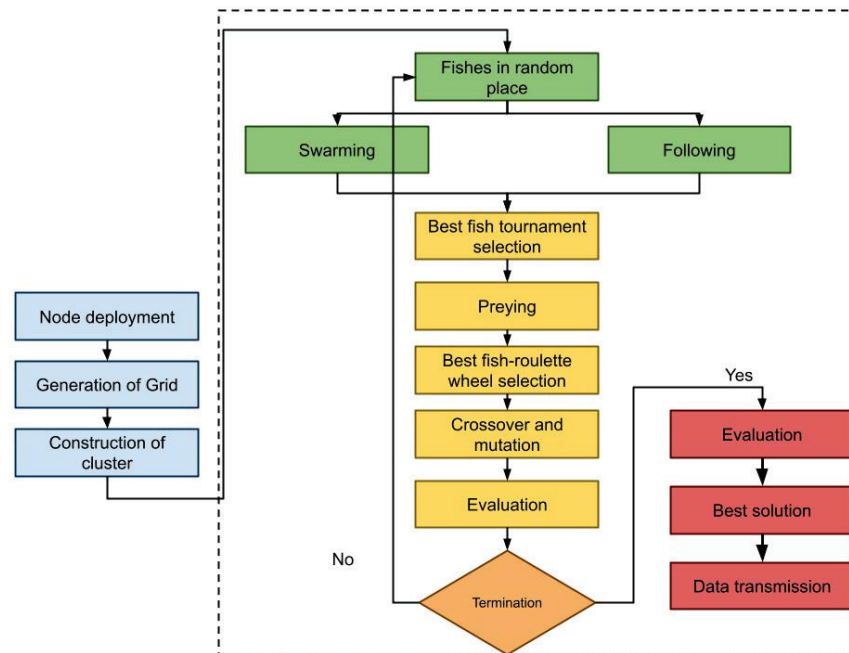 Fishes in random
place
Swarming
Following
Best fish tournament
selection
Preying
Best fish-roulette
wheel selection
Crossover and
mutation
Evaluation
Termination
No
Yes
Node deployment
Generation of Grid
Construction of
cluster
Evaluation
Best solution
Data transmission